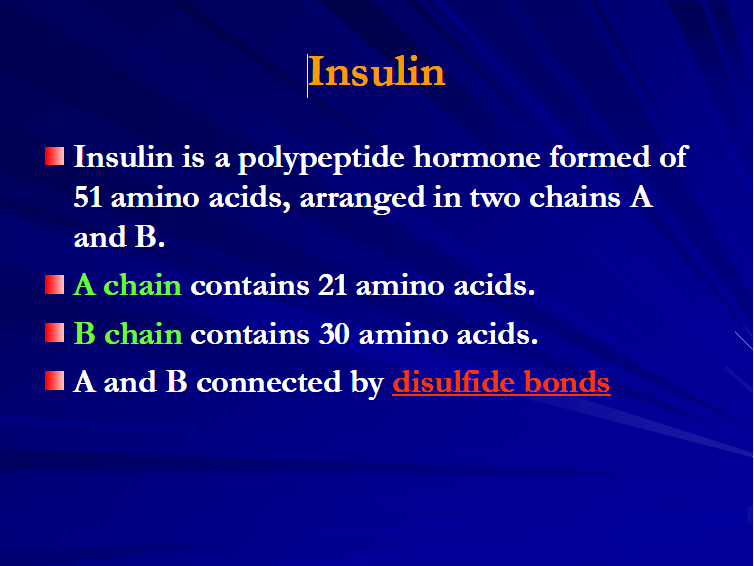 Insulin
Insulin is a polypeptide hormone formed of
51 amino acids, arranged in two chains A
and B.
A chain contains 21 amino acids.
B chain contains 30 amino acids.
A and B connected by disulfide bonds